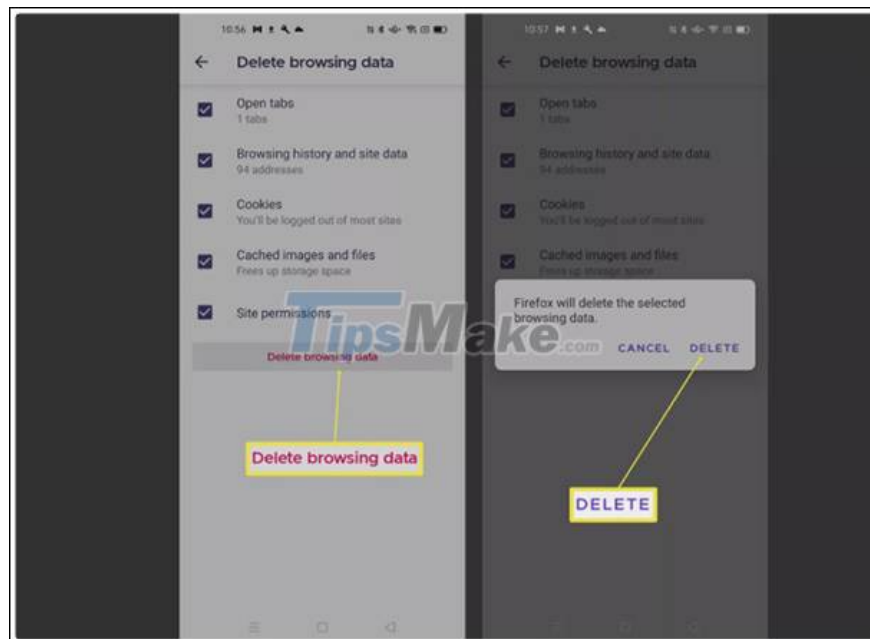 10:56
Delete browsing data
Open tabs
1 tabs
Browsing history and site data
94 addresses
Cookies
You'll be logged out of most sites
Cached images and files
Frees up storage space
Site permissions
Delete browsing data
Delete browsing data
10:57
Delete browsing data
Open tabs
1 tabs
Browsing history and site data
94 addresses
Cookies
You'll be logged out of most sites
Cached images and files
Frees up storage space
Firefox will delete the selected
browsing data.
CANCEL DELETE
DELETE
TipsMake.com